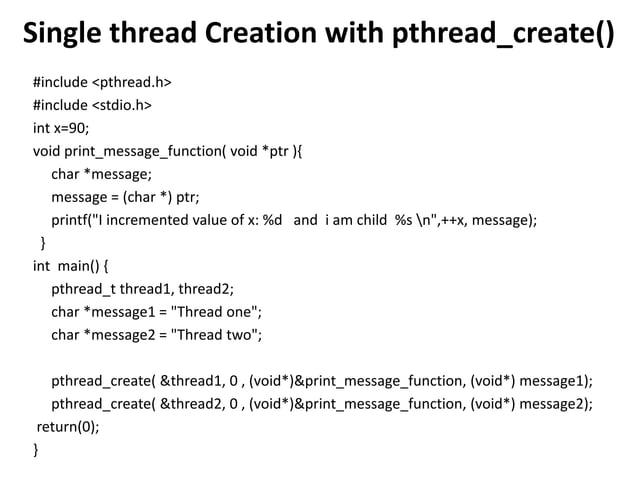 Single thread Creation with pthread_create()
#include <pthread.h>
#include <stdio.h>
int x=90;
void print_message_function( void *ptr ){
char *message;
message = (char *) ptr;
printf("I incremented value of x: %d   and  i am child  %s \n",++x, message);
}
int  main() {
pthread_t thread1, thread2;
char *message1 = "Thread one";
char *message2 = "Thread two";
pthread_create( &thread1, 0 , (void*)&print_message_function, (void*) message1);
pthread_create( &thread2, 0 , (void*)&print_message_function, (void*) message2);
return(0);
}